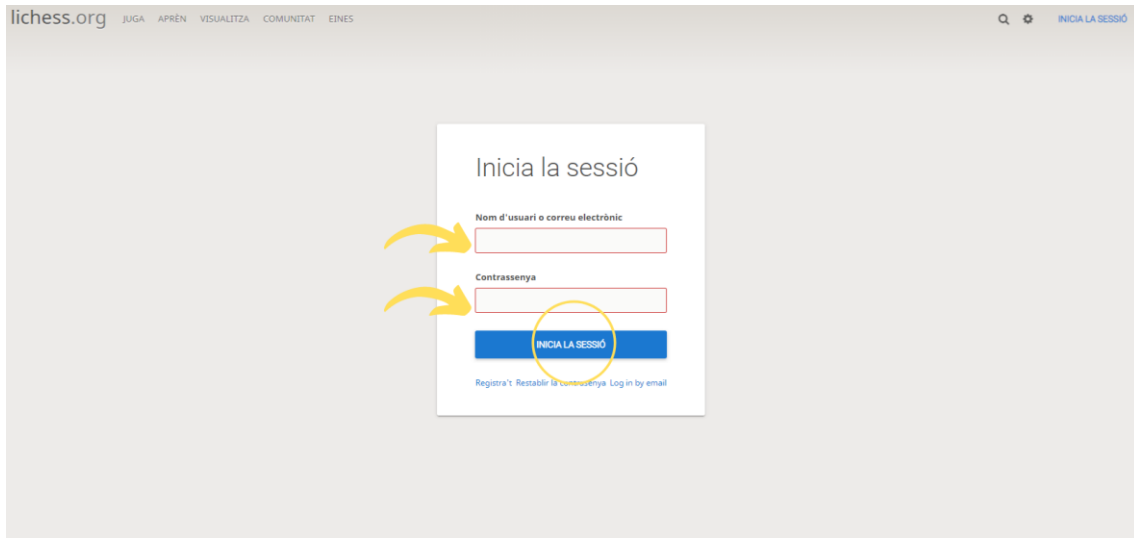 lichess.org JUGA APRÈN VISUALITZA COMUNITAT EINES INICIA LA SESSIÓ
Inicia la sessió
Nom d'usuari o correu electrònic
Contrassenya
INICIA LA SESSIÓ
Registra't Restablir la contrasenya Log in by email